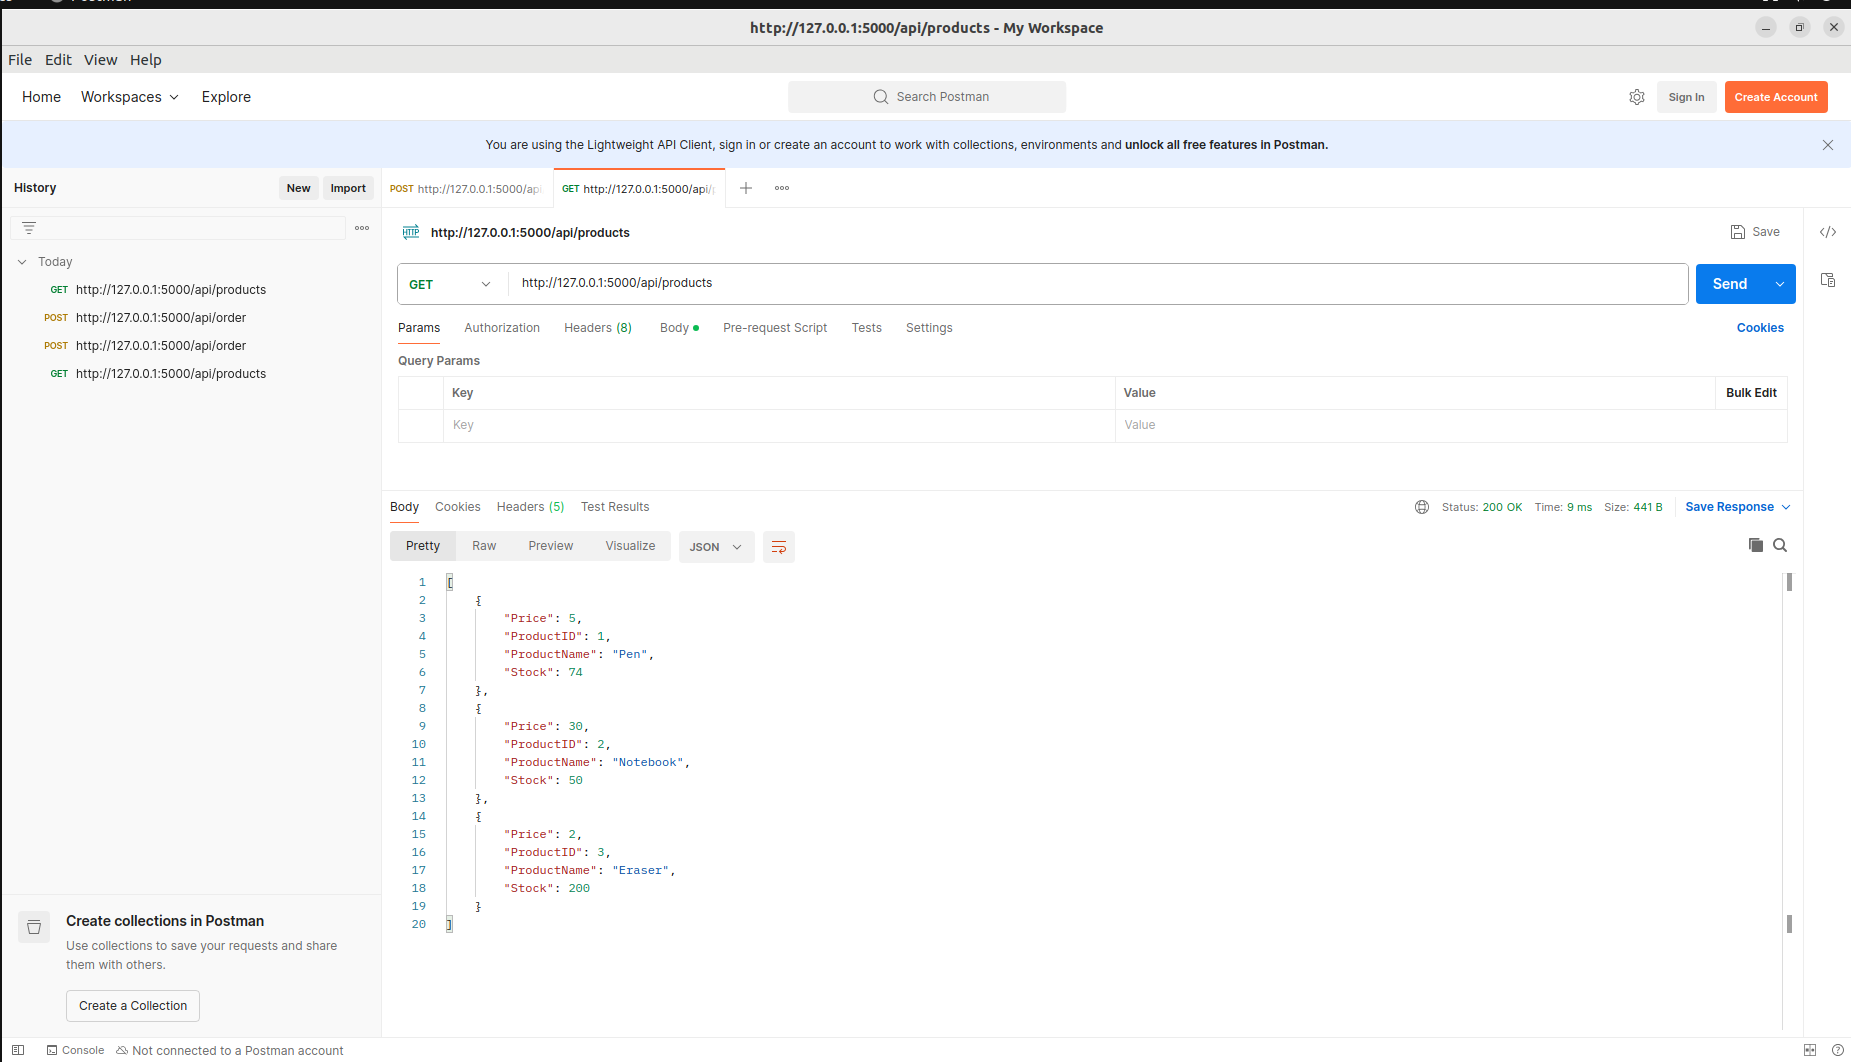 http://127.0.0.1:5000/api/products - My Workspace
File Edit View Help
Home Workspaces Explore Search Postman Sign In Create Account
You are using the Lightweight API Client, sign in or create an account to work with collections, environments and unlock all free features in Postman.
History New Import
POST http://127.0.0.1:5000/api GET http://127.0.0.1:5000/api/
HTTP http://127.0.0.1:5000/api/products Save </>
Today
GET http://127.0.0.1:5000/api/products
POST http://127.0.0.1:5000/api/order
POST http://127.0.0.1:5000/api/order
GET http://127.0.0.1:5000/api/products
GET http://127.0.0.1:5000/api/products Send
Params Authorization Headers (8) Body Pre-request Script Tests Settings Cookies
Query Params
Key Value Bulk Edit
Key Value
Body Cookies Headers (5) Test Results Status: 200 OK Time: 9 ms Size: 441 B Save Response
Pretty Raw Preview Visualize JSON
1 [
2 {
3 "Price": 5,
4 "ProductID": 1,
5 "ProductName": "Pen",
6 "Stock": 74
7 },
8 {
9 "Price": 30,
10 "ProductID": 2,
11 "ProductName": "Notebook",
12 "Stock": 50
13 },
14 {
15 "Price": 2,
16 "ProductID": 3,
17 "ProductName": "Eraser",
18 "Stock": 200
19 }
20 ]
Create collections in Postman
Use collections to save your requests and share
them with others.
Create a Collection
Console Not connected to a Postman account